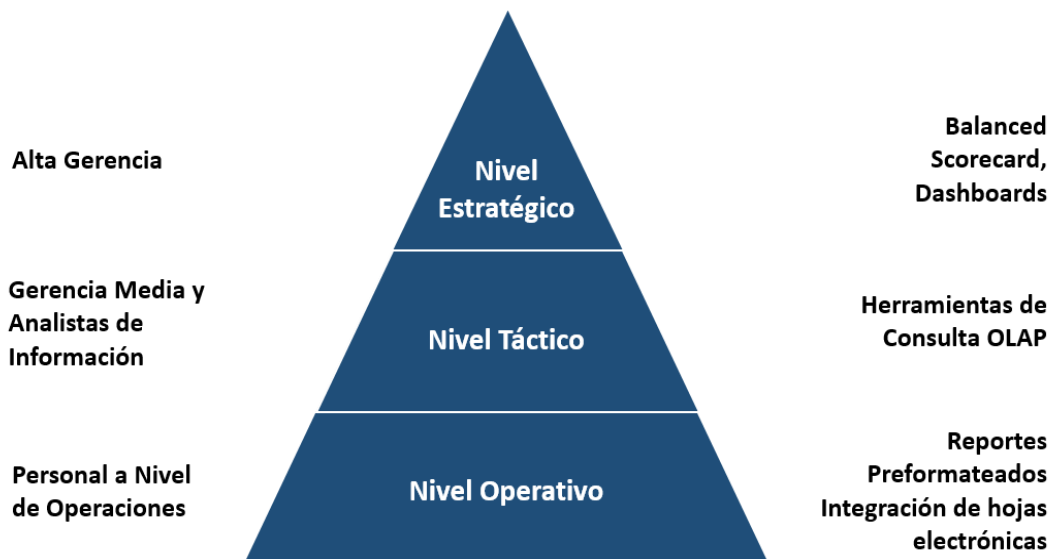 Alta Gerencia
Nivel
Estratégico
Balanced
Scorecard,
Dashboards
Gerencia Media y
Analistas de
Información
Nivel Táctico
Herramientas de
Consulta OLAP
Personal a Nivel
de Operaciones
Nivel Operativo
Reportes
Preformateados
Integración de hojas
electrónicas